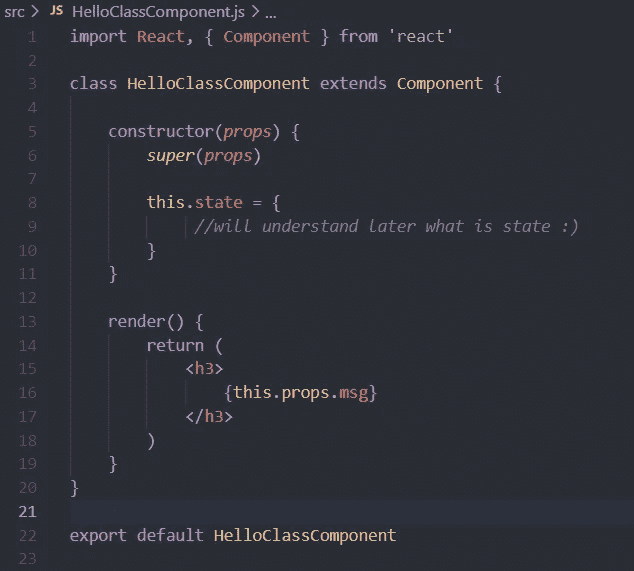 src > JS HelloClassComponent.js > ...
1 import React, { Component } from 'react'
2
3 class HelloClassComponent extends Component {
4
5     constructor(props) {
6         super(props)
7
8         this.state = {
9             //will understand later what is state :)
10         }
11     }
12
13     render() {
14         return (
15             <h3>
16                 {this.props.msg}
17             </h3>
18         )
19     }
20 }
21
22 export default HelloClassComponent
23